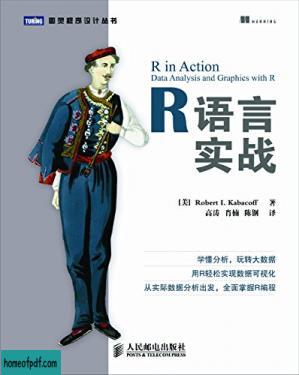 TURING 图灵程序设计丛书
MANNING
R in Action
Data Analysis and Graphics with R
R语言
实战
[美] Robert I. Kabacoff 著
高涛 肖楠 陈钢 译
学懂分析，玩转大数据
用R轻松实现数据可视化
从实际数据分析出发，全面掌握R编程
人民邮电出版社
POSTS & TELECOM PRESS
homeofpdf.com